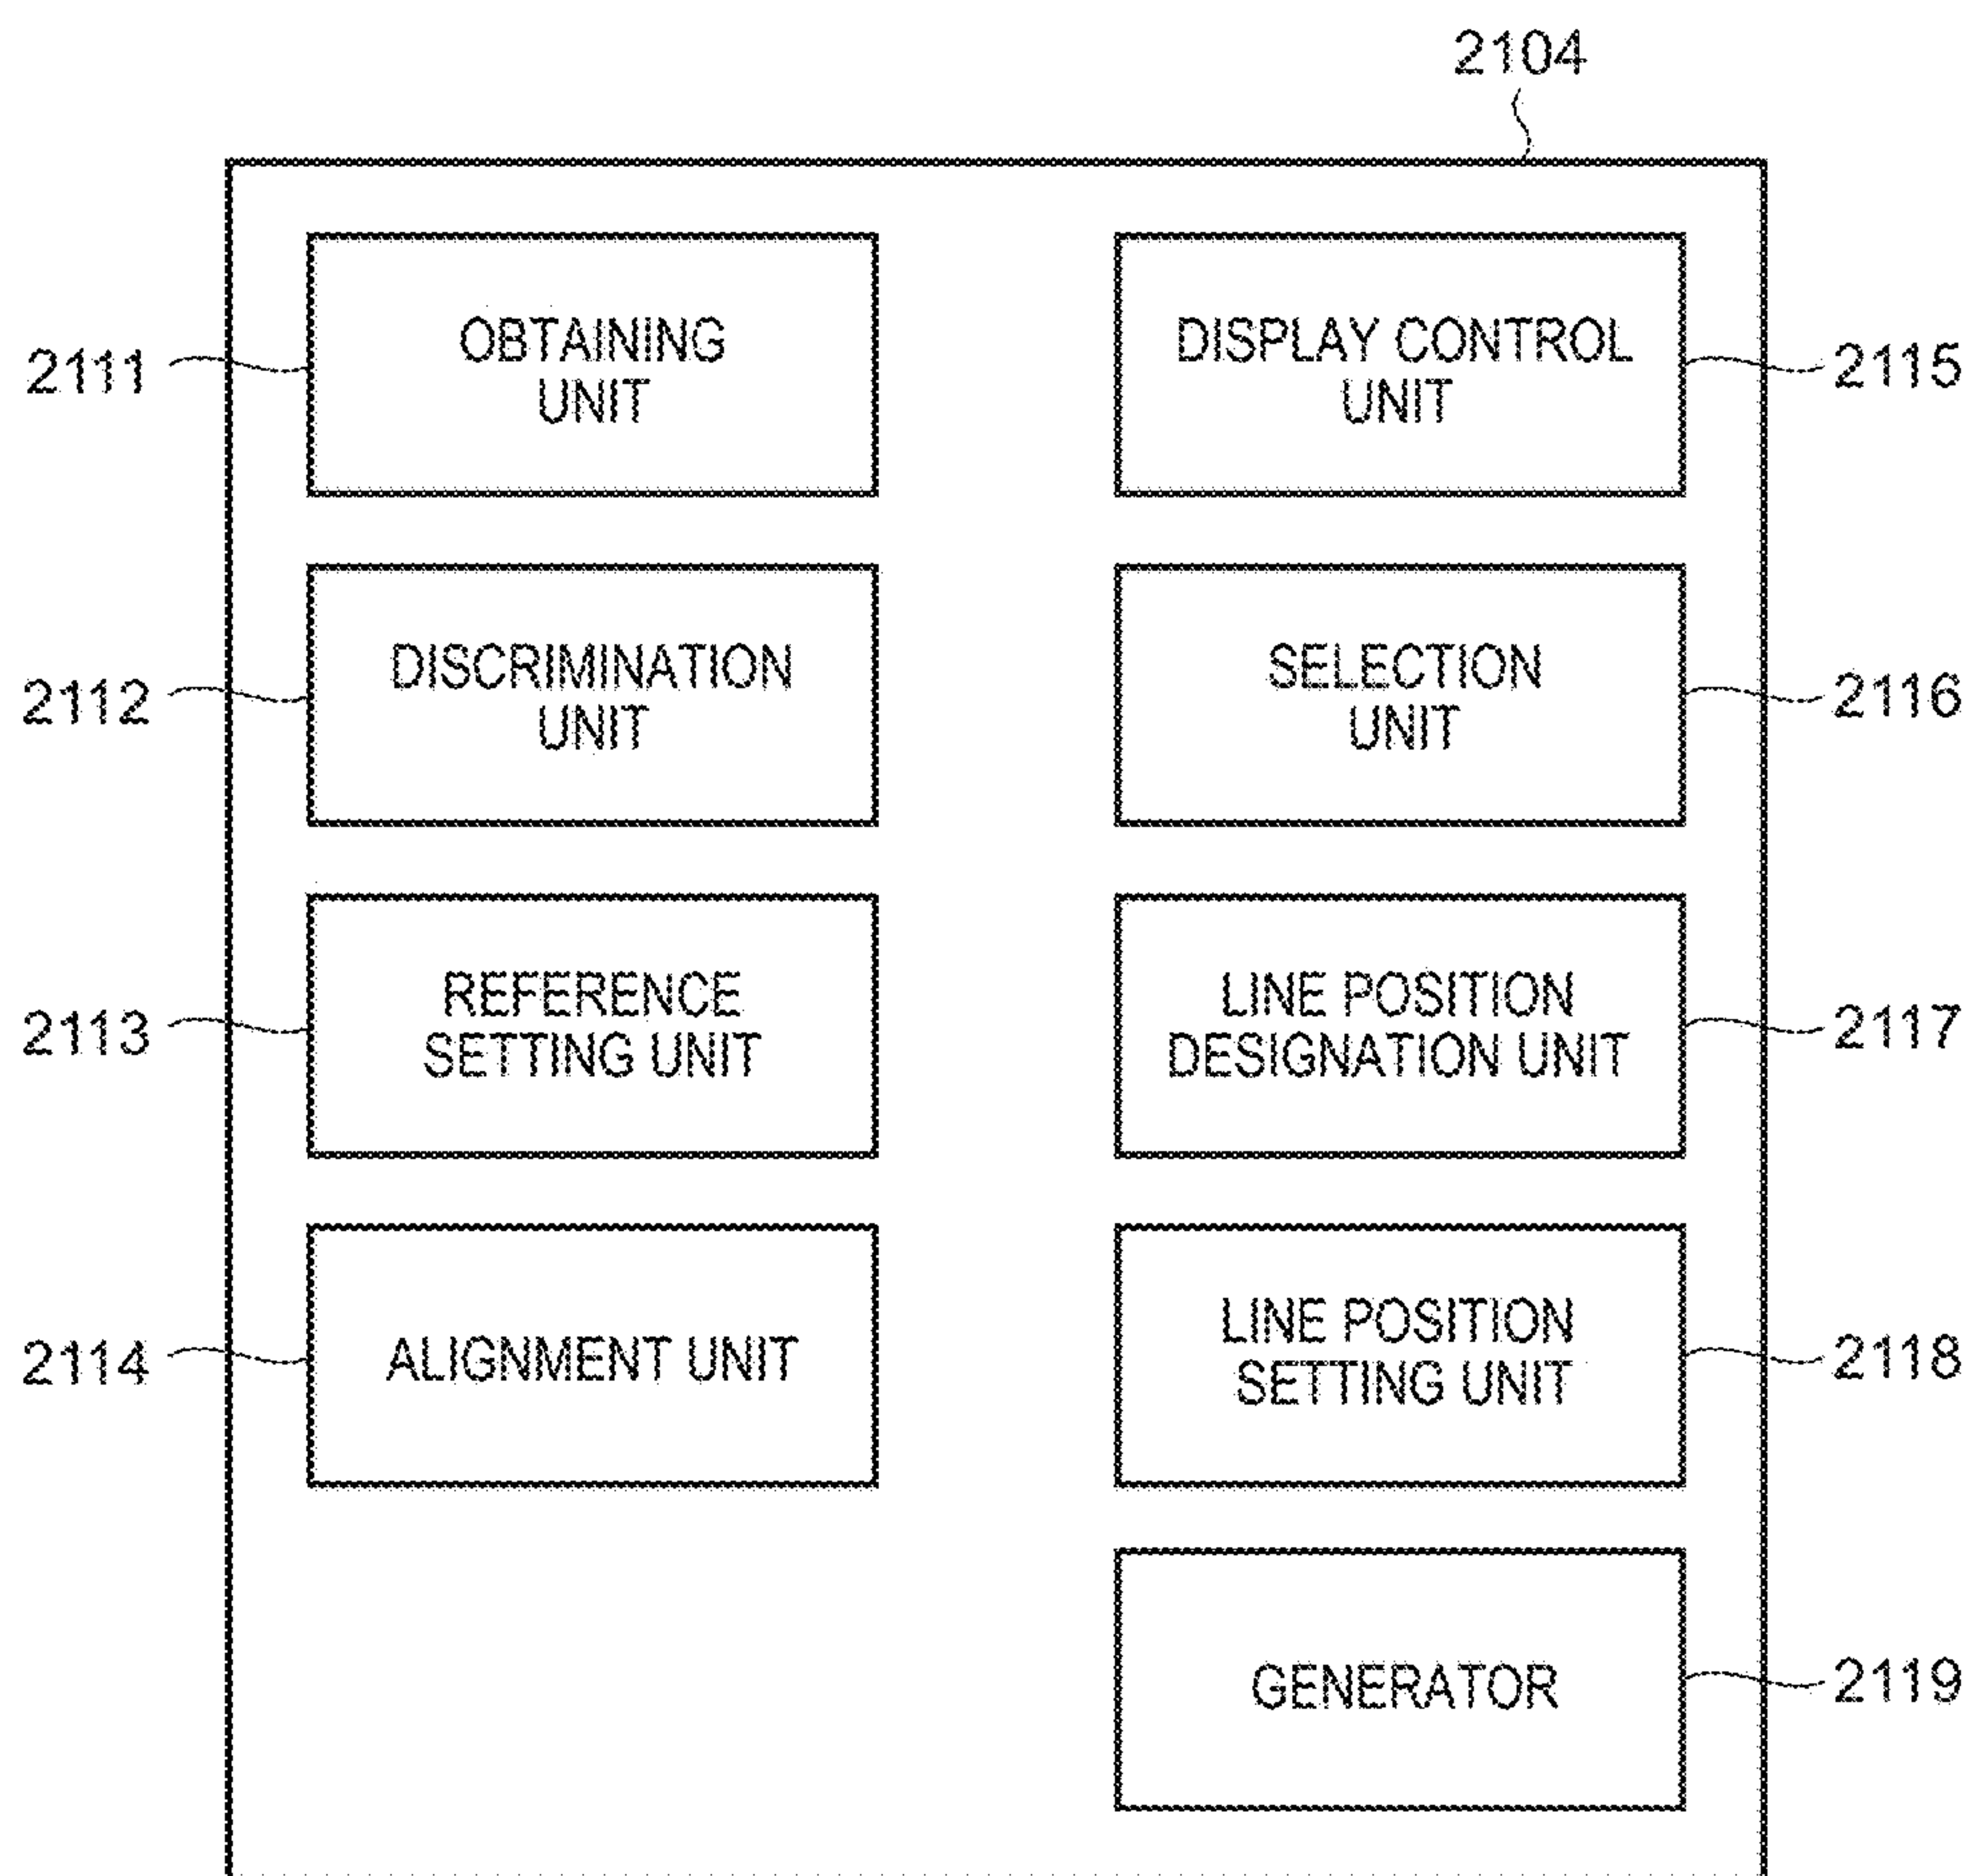 2104
2111
OBTAINING
UNIT
DISPLAY CONTROL
UNIT
2115
2112
DISCRIMINATION
UNIT
SELECTION
UNIT
2116
2113
REFERENCE
SETTING UNIT
LINE POSITION
DESIGNATION UNIT
2117
2114
ALIGNMENT UNIT
LINE POSITION
SETTING UNIT
2118
GENERATOR
2119